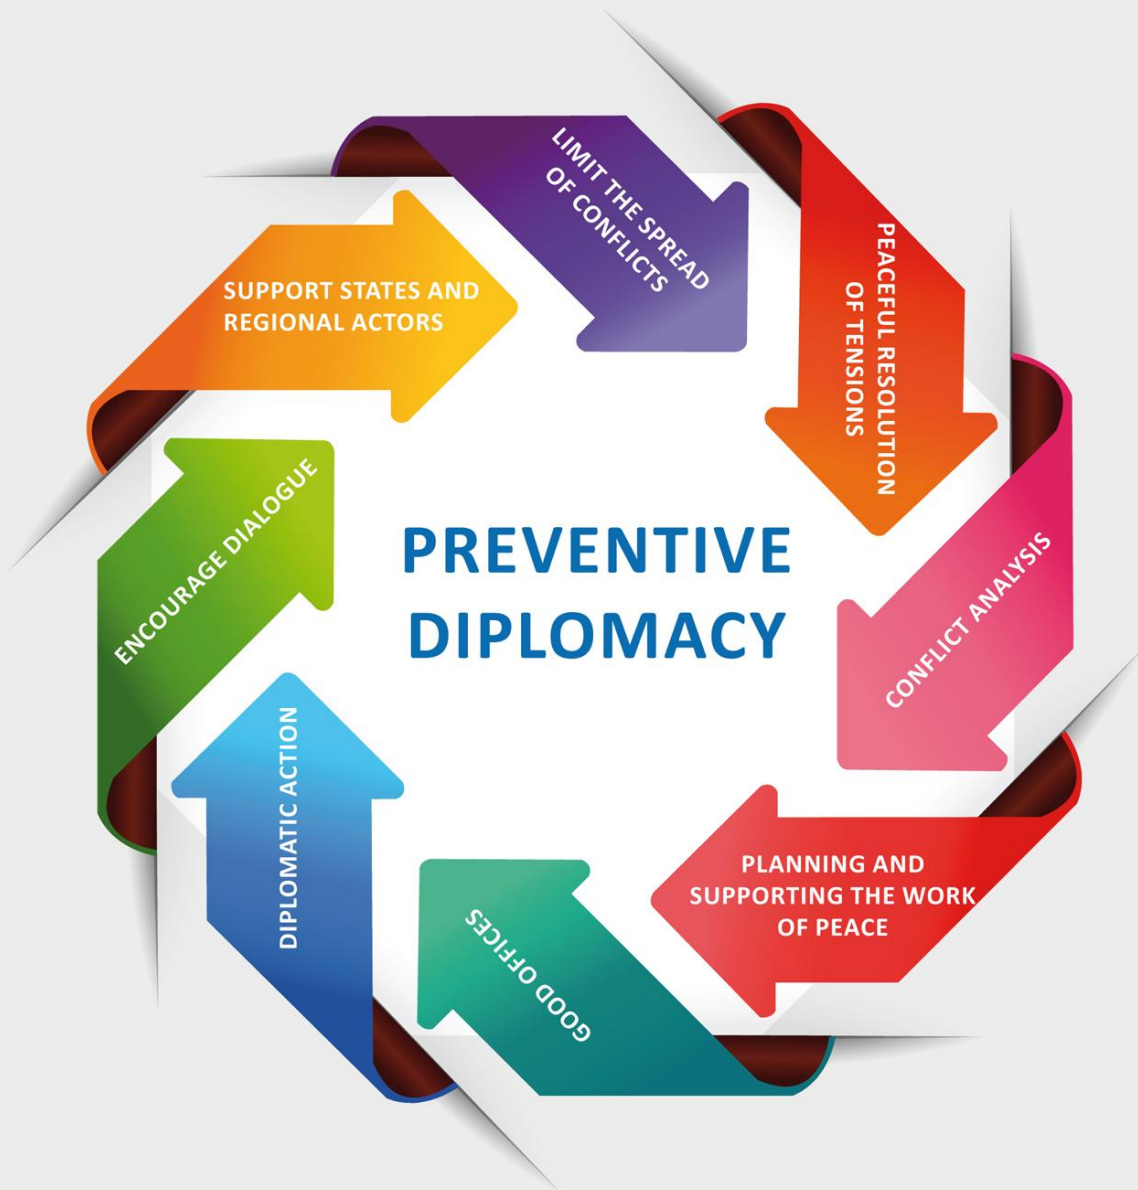 PREVENTIVE
DIPLOMACY
LIMIT THE SPREAD
OF CONFLICTS
PEACEFUL RESOLUTION
OF TENSIONS
CONFLICT ANALYSIS
PLANNING AND
SUPPORTING THE WORK
OF PEACE
GOOD OFFICES
DIPLOMATIC ACTION
ENCOURAGE DIALOGUE
SUPPORT STATES AND
REGIONAL ACTORS